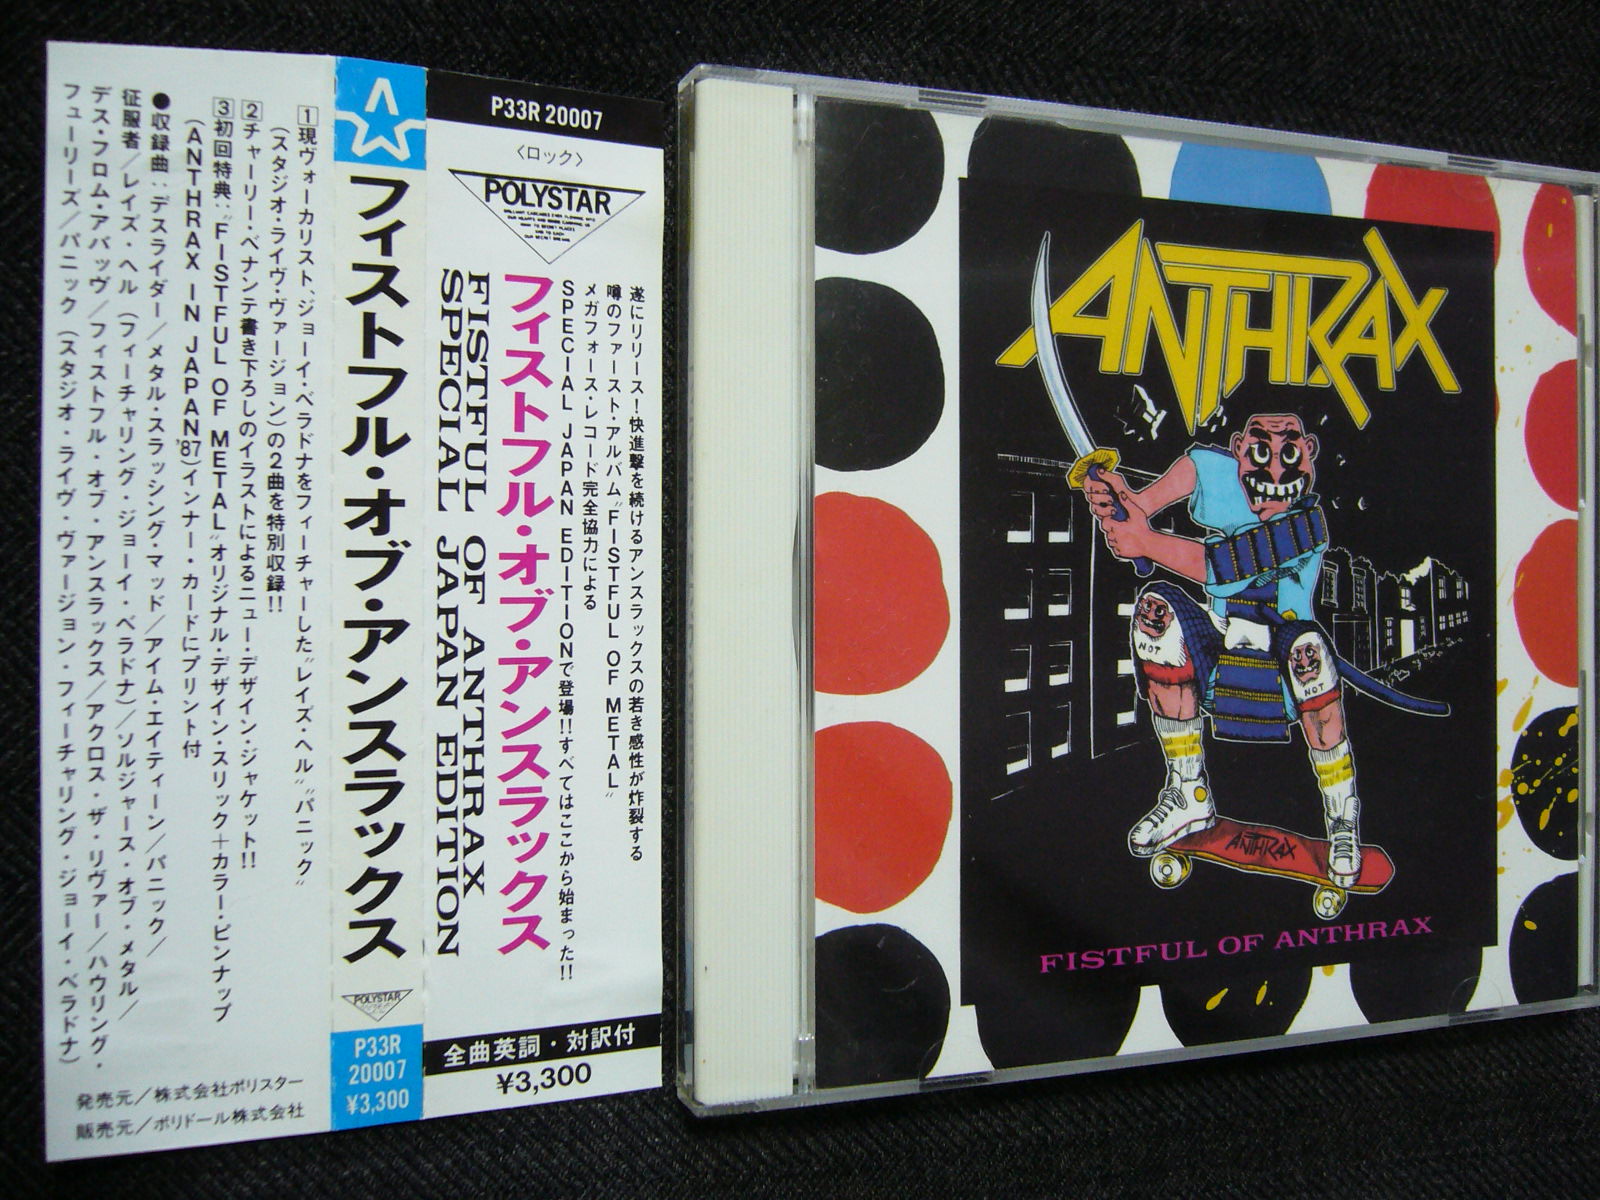 1現ヴォーカリスト、ジョーイ・ベラドナをフィーチャーした〝レイズ・ヘル〟〝パニック〟
(スタジオ・ライヴ・ヴァージョン)の2曲を特別収録!!
2チャーリー・ベナンテ書き下ろしのイラストによるニュー・デザイン・ジャケット!!
3初回特典:〝FISTFUL OF METAL〟オリジナル・デザイン・スリック+カラー・ピンナップ
(ANTHRAX IN JAPAN '87)インナー・カードにプリント付
●収録曲:デスライダー/メタル・スラッシング・マッド/アイム・エイティーン/パニック/
征服者/レイズ・ヘル(フィーチャリング・ジョーイ・ベラドナ)/ソルジャース・オブ・メタル/
デス・フロム・アバッヴ/フィストフル・オブ・アンスラックス/アクロス・ザ・リヴァー/ハウリング・
フューリーズ/パニック(スタジオ・ライヴ・ヴァージョン・フィーチャリング・ジョーイ・ベラドナ)
発売元/株式会社ポリスター
販売元/ポリドール株式会社
フィストフル・オブ・アンスラックス
POLYSTAR
P33R
20007
¥3,300
P33R 20007
〈ロック〉
POLYSTAR
遂にリリース!快進撃を続けるアンスラックスの若き感性が炸裂する
噂のファースト・アルバム〝FISTFUL OF METAL〟
メガフォース・レコード完全協力による
SPECIAL JAPAN EDITIONで登場!!すべてはここから始まった!!
フィストフル・オブ・アンスラックス
FISTFUL OF ANTHRAX
SPECIAL JAPAN EDITION
全曲英詞・対訳付
¥3,300
ANTHRAX
NOT
NOT
ANTHRAX
FISTFUL OF ANTHRAX